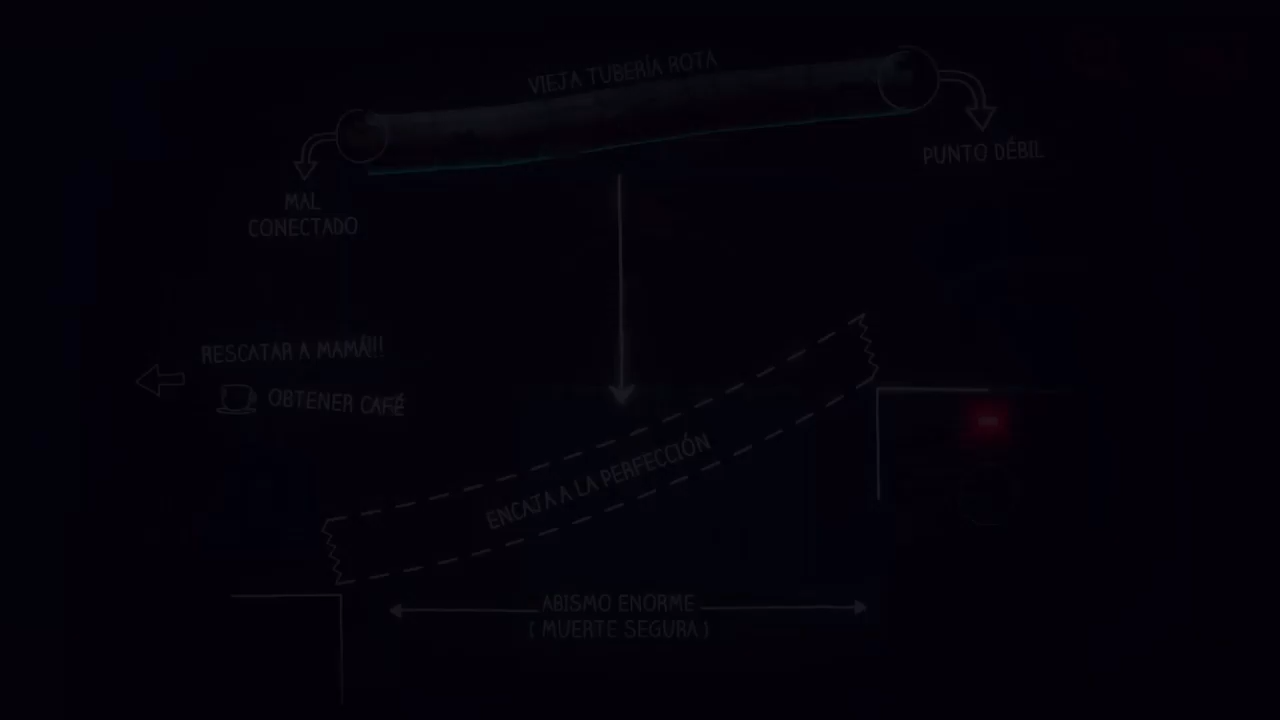 VIEJA TUBERÍA ROTA
PUNTO DÉBIL
MAL
CONECTADO
RESCATAR A MAMÁ!!!
OBTENER CAFÉ
ENCAJA A LA PERFECCIÓN
ABISMO ENORME
( MUERTE SEGURA )